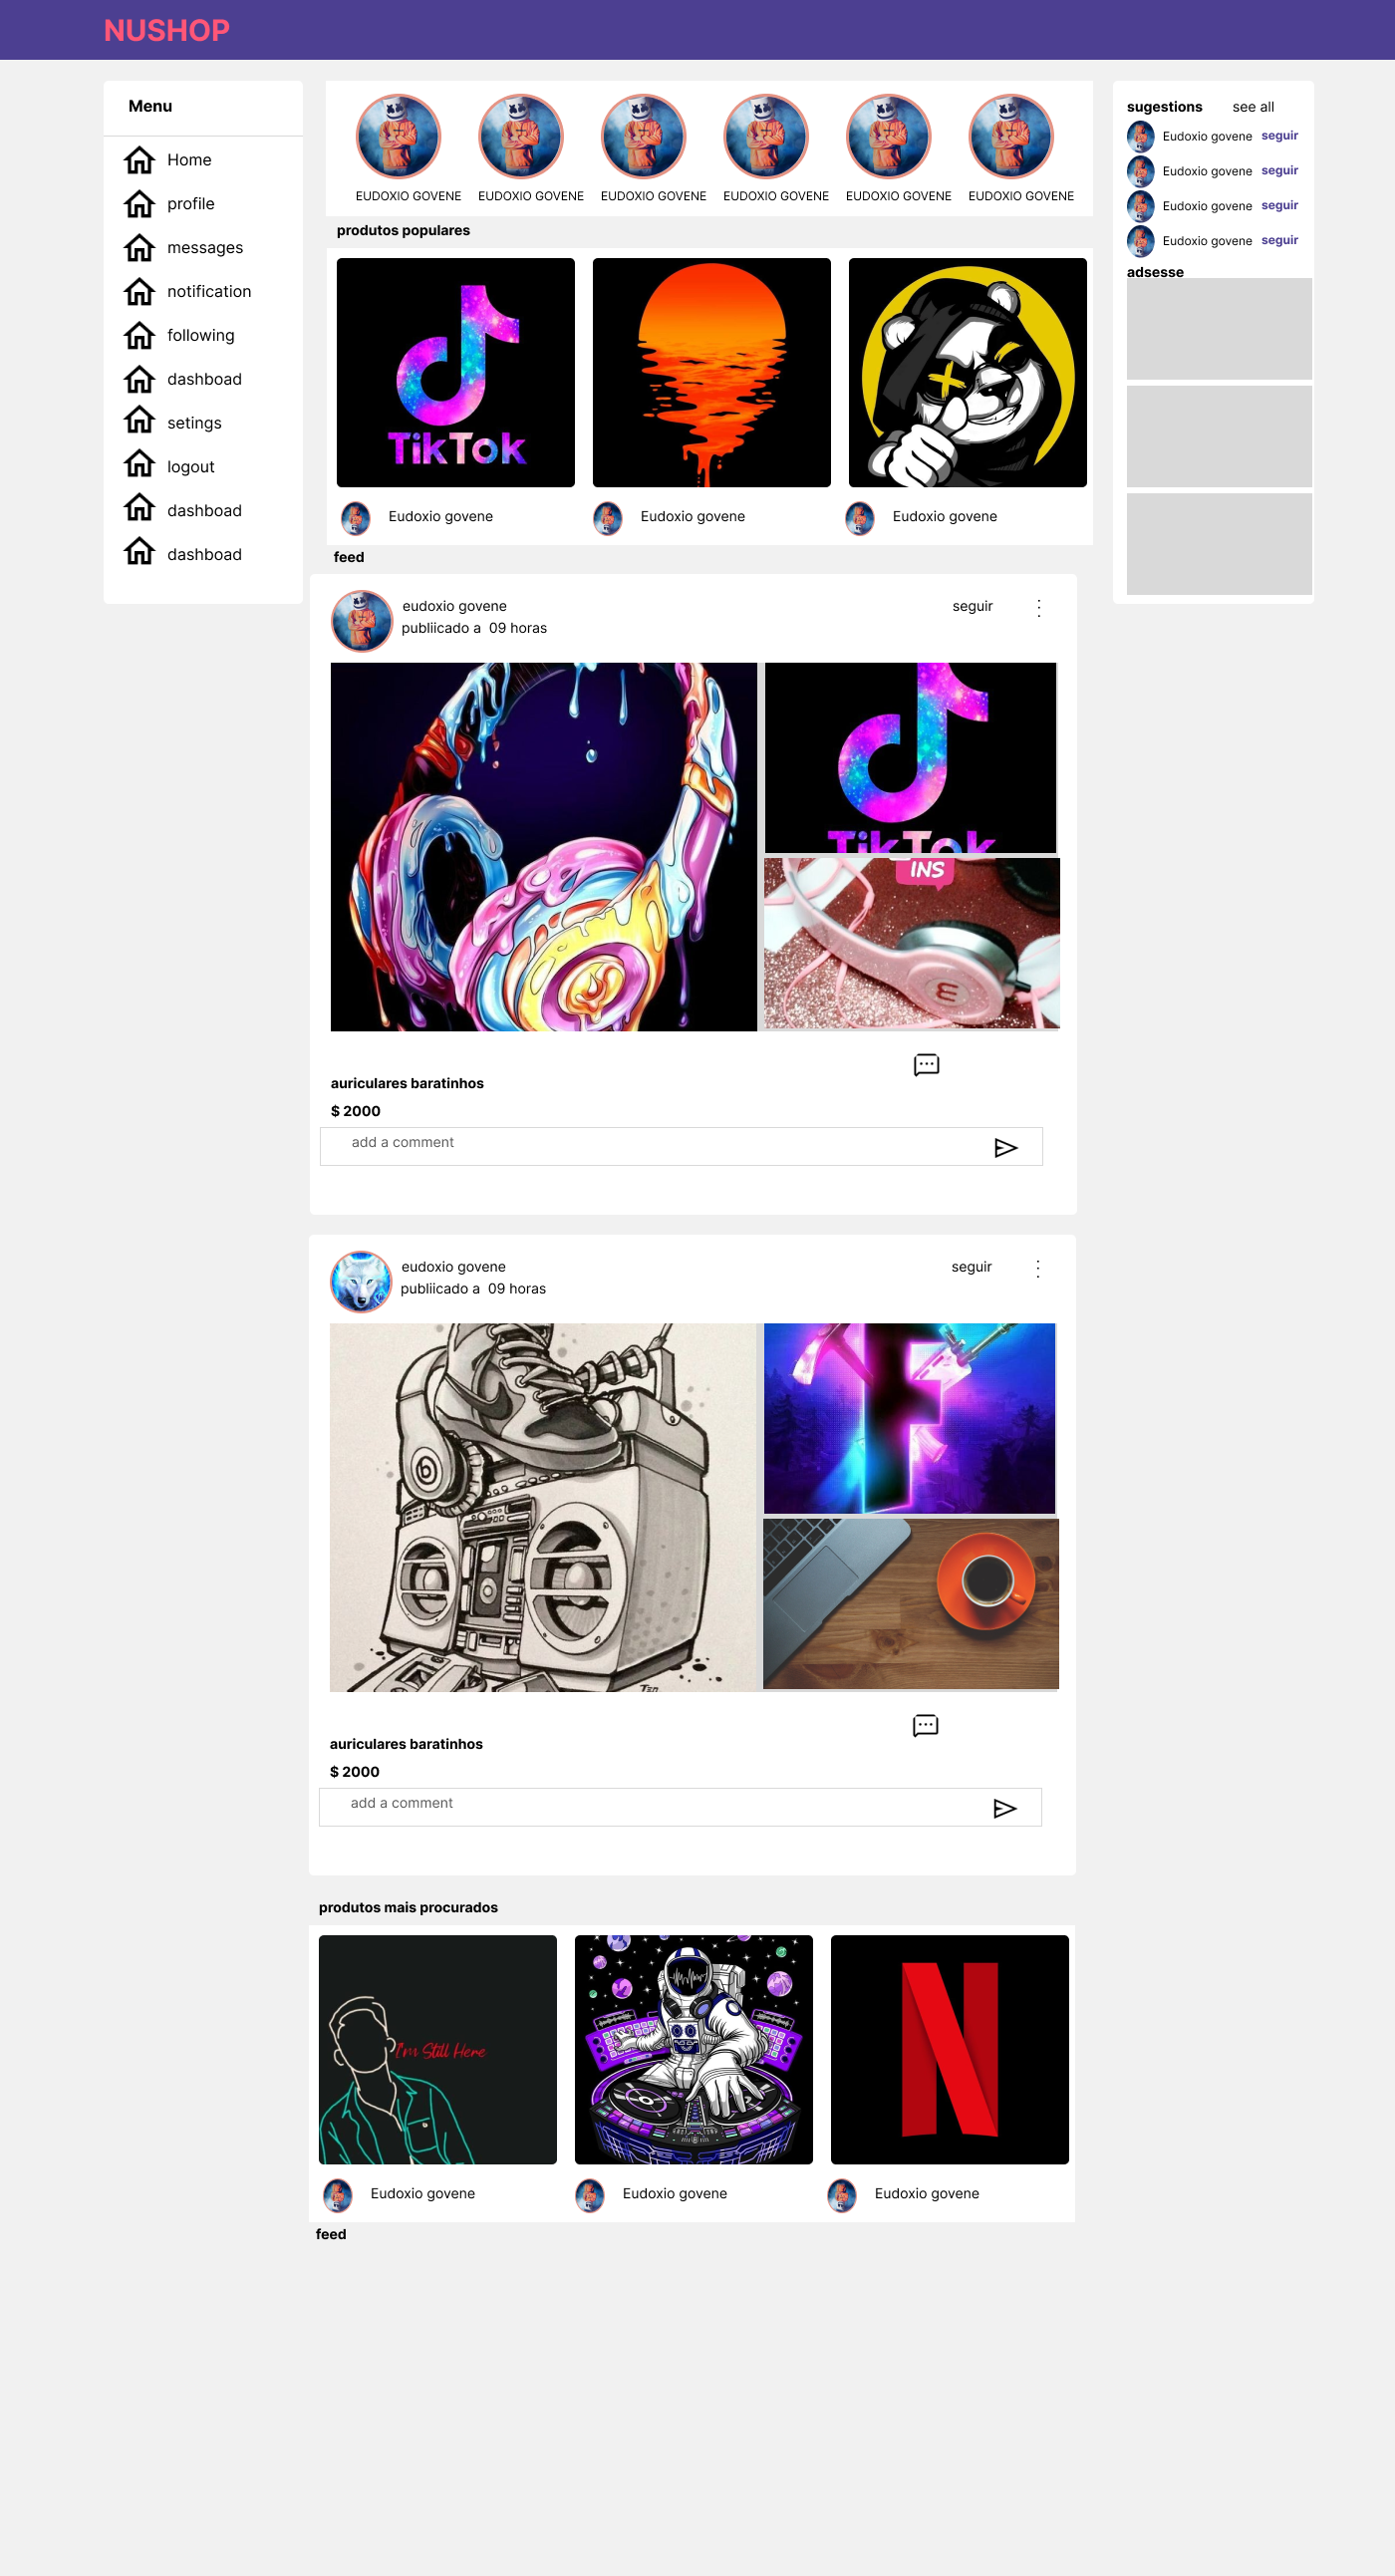 NUSHOP
Menu
Home
profile
messages
notification
following
dashboad
setings
logout
dashboad
dashboad
EUDOXIO GOVENE
EUDOXIO GOVENE
EUDOXIO GOVENE
EUDOXIO GOVENE
EUDOXIO GOVENE
EUDOXIO GOVENE
produtos populares
TikTok
Eudoxio govene
Eudoxio govene
Eudoxio govene
sugestions see all
Eudoxio govene seguir
Eudoxio govene seguir
Eudoxio govene seguir
Eudoxio govene seguir
adsesse
feed
eudoxio govene seguir
publiicado a 09 horas
TikTok
INS
auriculares baratinhos
$ 2000
add a comment
eudoxio govene seguir
publiicado a 09 horas
F
auriculares baratinhos
$ 2000
add a comment
produtos mais procurados
I'm Still Here
N
Eudoxio govene
Eudoxio govene
Eudoxio govene
feed